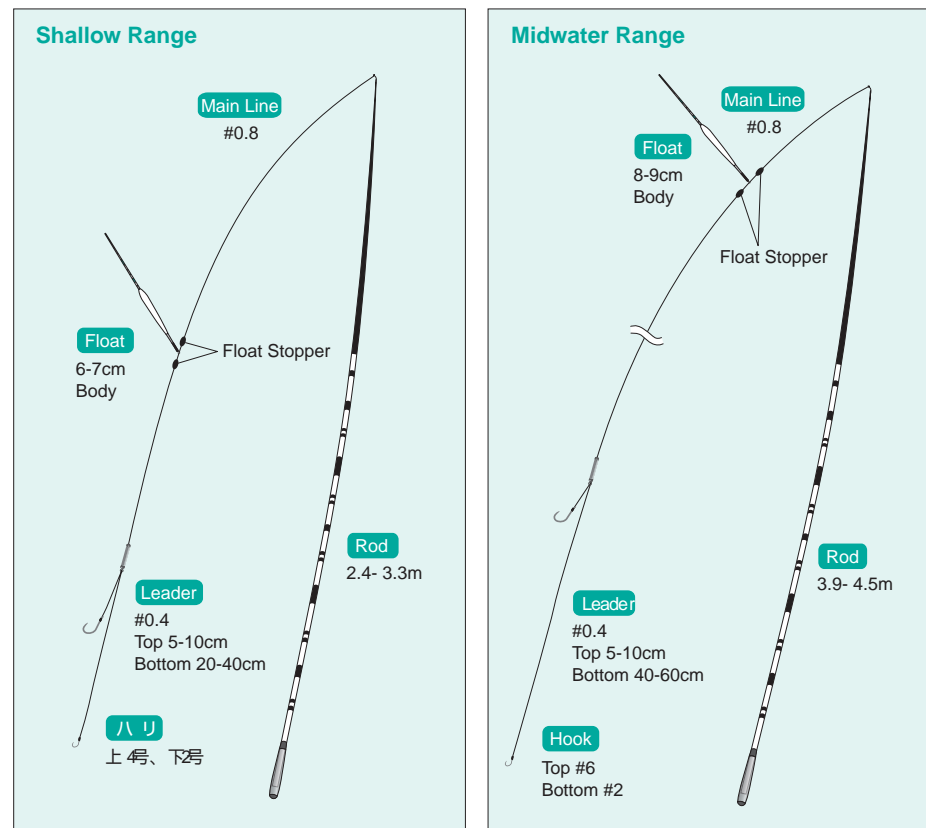 Shallow Range
Main Line
#0.8
Float
6-7cm
Body
Float Stopper
Rod
2.4- 3.3m
Leader
#0.4
Top 5-10cm
Bottom 20-40cm
ハリ
上4号、下2号
Midwater Range
Main Line
#0.8
Float
8-9cm
Body
Float Stopper
Rod
3.9- 4.5m
Leader
#0.4
Top 5-10cm
Bottom 40-60cm
Hook
Top #6
Bottom #2